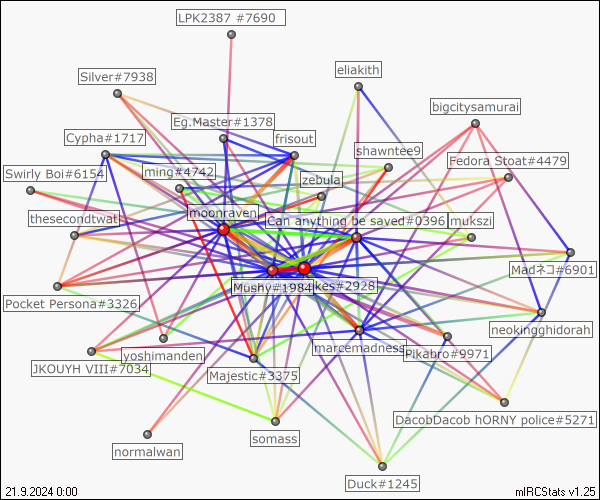 LPK2387 #7690
eliakith
Silver#7938
bigcitysamurai
Eg.Master#1378
Cypha#1717
frisout
shawntee9
Fedora Stoat#4479
Swirly Boi#6154
ming#4742
zebula
thesecondtwat
moonraven
Can anything be saved#0396
mukszi
Madネコ#6901
Mushy#1984
kes#2928
Pocket Persona#3326
neokingghidorah
yoshimanden
marcemadness
Pikabro#9971
JKOUYH VIII#7034
Majestic#3375
DacobDacob hORNY police#5271
somass
normalwan
Duck#1245
21.9.2024 0:00
mIRCStats v1.25